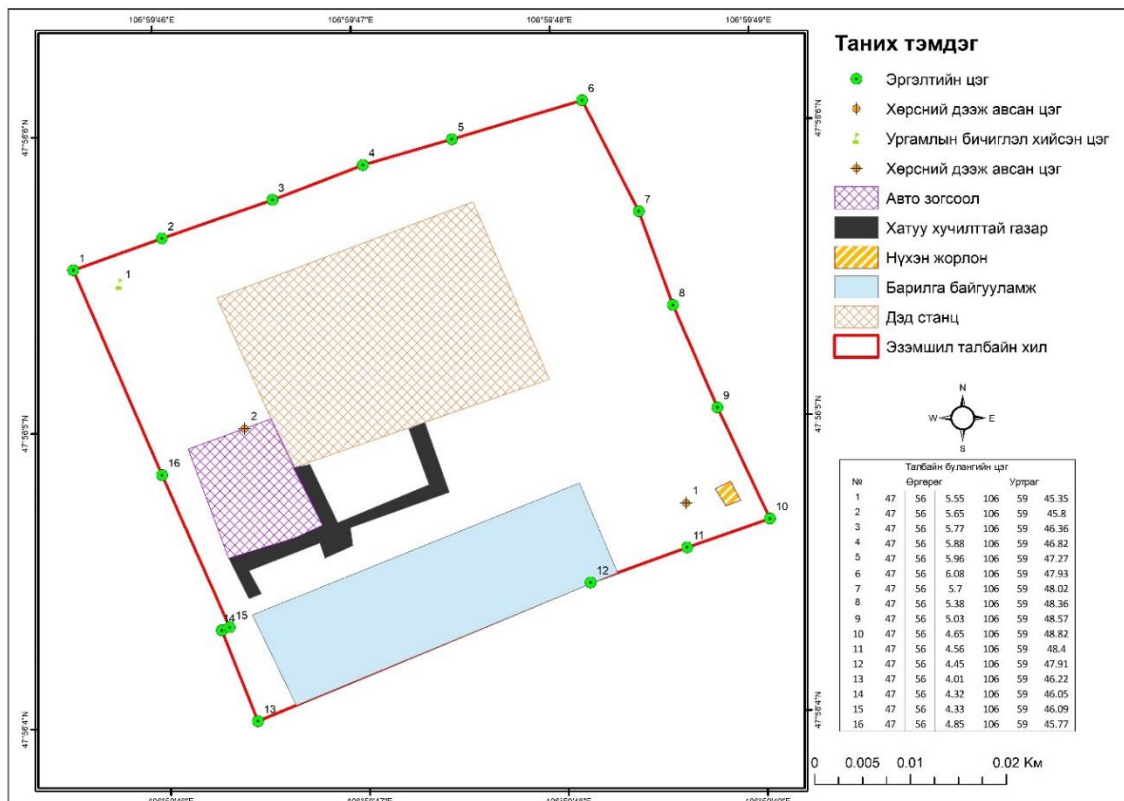 106°59'46"E 106°59'47"E 106°59'48"E 106°59'49"E
47°56'6"N
47°56'5"N
47°56'4"N
47°56'6"N
47°56'5"N
47°56'4"N
1
2
3
4
5
6
7
8
9
10
11
12
13
14 15
16
1
2
1
Таних тэмдэг
Эргэлтийн цэг
Хөрсний дээж авсан цэг
Ургамлын бичиглэл хийсэн цэг
Хөрсний дээж авсан цэг
Авто зогсоол
Хатуу хучилттай газар
Нүхэн жорлон
Барилга байгууламж
Дэд станц
Эзэмшил талбайн хил
N
W E
S
Талбайн булангийн цэг
№ Өргөрөг Уртраг
1 47 56 5.55 106 59 45.35
2 47 56 5.65 106 59 45.8
3 47 56 5.77 106 59 46.36
4 47 56 5.88 106 59 46.82
5 47 56 5.96 106 59 47.27
6 47 56 6.08 106 59 47.93
7 47 56 5.7 106 59 48.02
8 47 56 5.38 106 59 48.36
9 47 56 5.03 106 59 48.57
10 47 56 4.65 106 59 48.82
11 47 56 4.56 106 59 48.4
12 47 56 4.45 106 59 47.91
13 47 56 4.01 106 59 46.22
14 47 56 4.32 106 59 46.05
15 47 56 4.33 106 59 46.09
16 47 56 4.85 106 59 45.77
0 0.005 0.01 0.02 Км